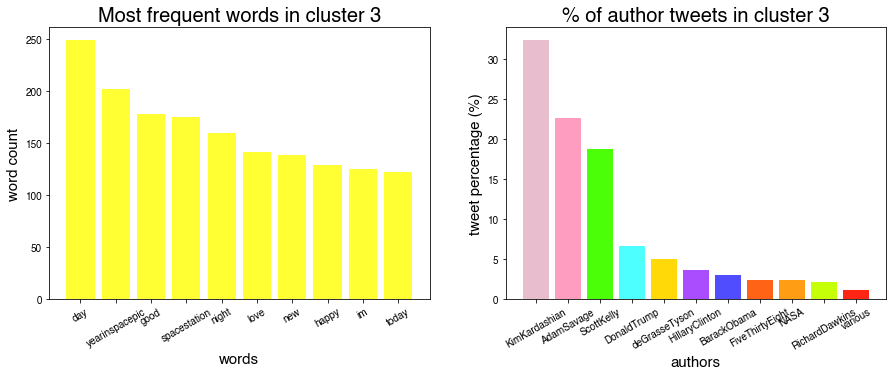 Most frequent words in cluster 3
250
200
150
100
50
0
word count
day
yearinspacepic
good
spacestation
night
love
new
happy
im
today
words
% of author tweets in cluster 3
30
25
20
15
10
5
0
tweet percentage (%)
KimKardashian
AdamSavage
ScottKelly
DonaldTrump
deGrasseTyson
HillaryClinton
BarackObama
FiveThirtyEight
NASA
RichardDawkins
various
authors